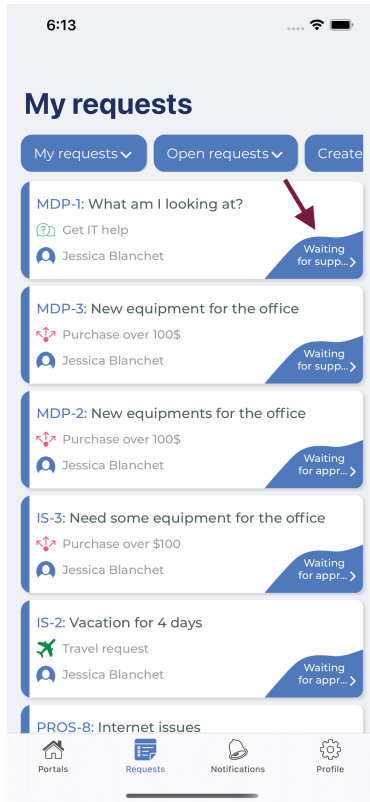 6:13
My requests
My requests
Open requests
Create
MDP-1: What am I looking at?
Get IT help
Jessica Blanchet
Waiting
for supp...
MDP-3: New equipment for the office
Purchase over 100$
Jessica Blanchet
Waiting
for supp...
MDP-2: New equipments for the office
Purchase over 100$
Jessica Blanchet
Waiting
for appr...
IS-3: Need some equipment for the office
Purchase over $100
Jessica Blanchet
Waiting
for appr...
IS-2: Vacation for 4 days
Travel request
Jessica Blanchet
Waiting
for appr...
PROS-8: Internet issues
Portals
Requests
Notifications
Profile